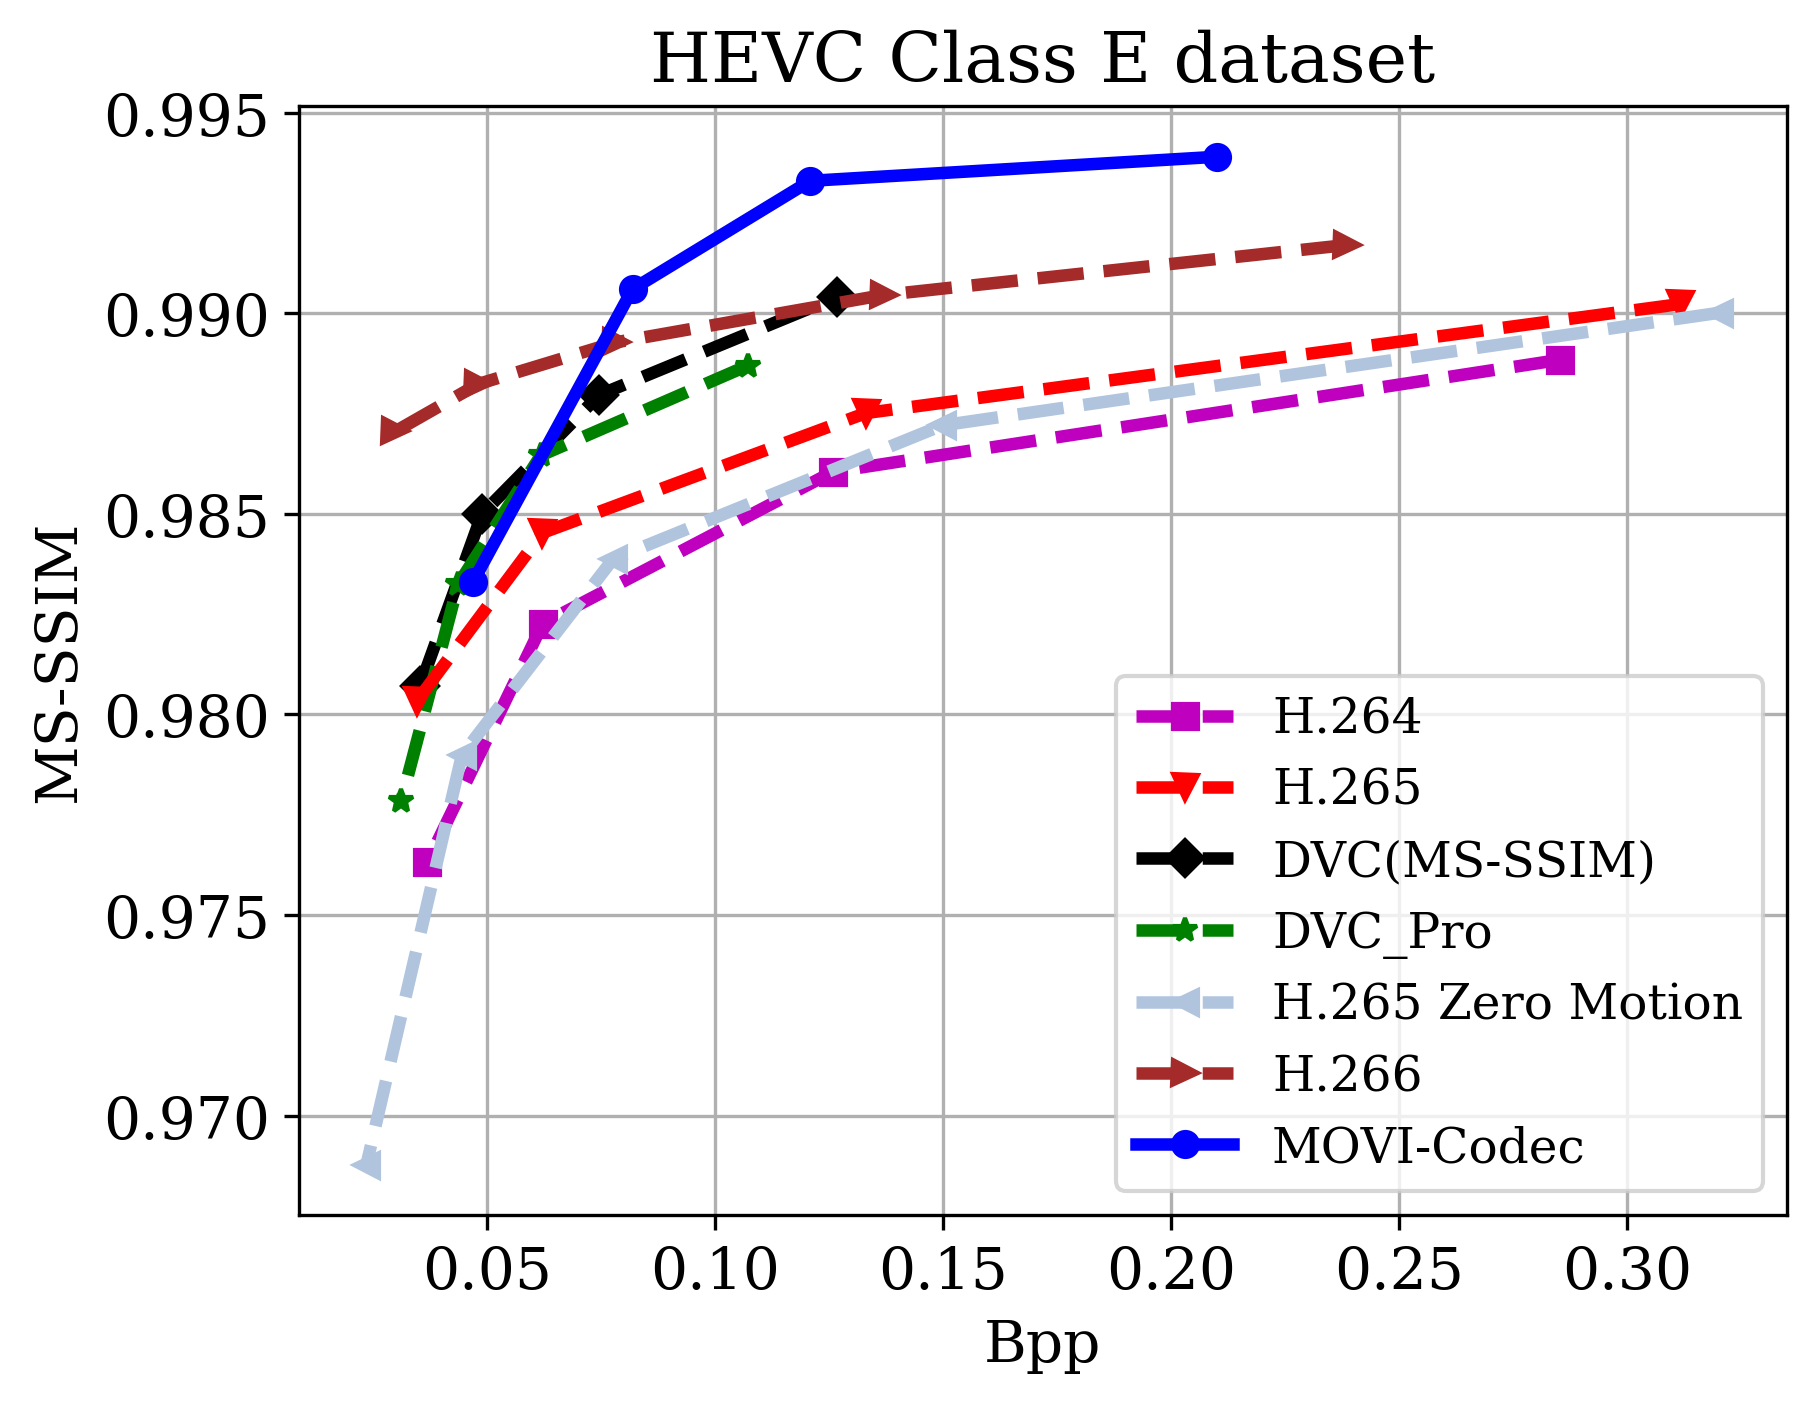 HEVC Class E dataset
0.995
0.990
0.985
0.980
0.975
0.970
MS-SSIM
H.264
H.265
DVC(MS-SSIM)
DVC_Pro
H.265 Zero Motion
H.266
MOVI-Codec
0.05 0.10 0.15 0.20 0.25 0.30
Bpp